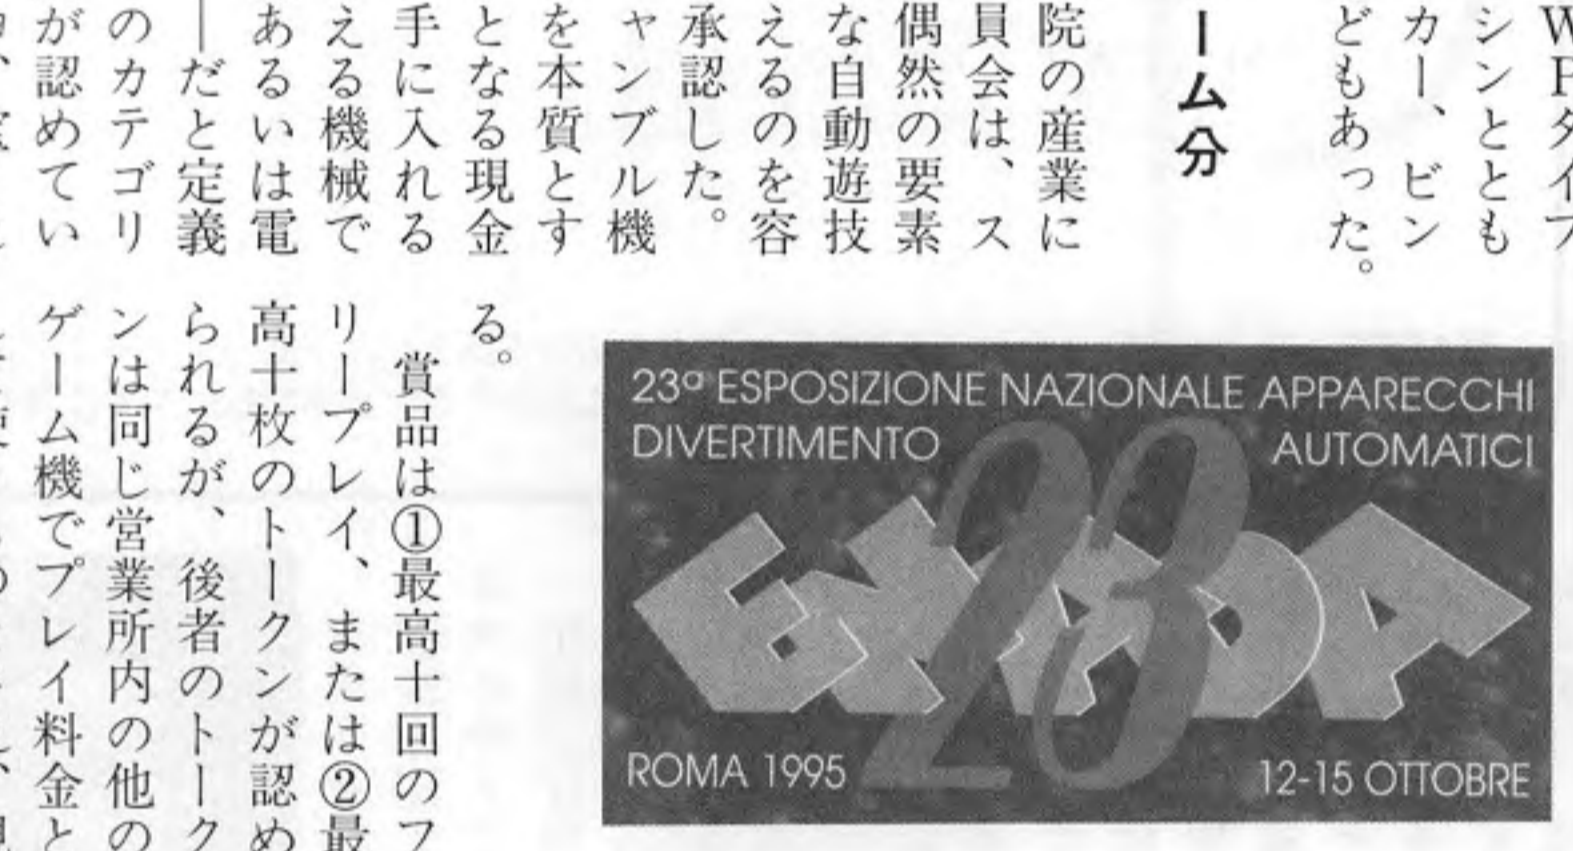 WPタイプ
シンととも
カー、ビン
どもあった。
ーム分
院の産業に
員会は、ス
偶然の要素
な自動遊技
えるのを容
承認した。
ャンブル機
を本質とす
となる現金
手に入れる
える機械で
あるいは電
―だと定義
のカテゴリ
が認めてい
23ª ESPOSIZIONE NAZIONALE APPARECCHI
DIVERTIMENTO AUTOMATICI
ENADA
23
ROMA 1995 12-15 OTTOBRE
る。
賞品は①最高十回のフ
リープレイ、または②最
高十枚のトークンが認め
られるが、後者のトーク
ンは同じ営業所内の他の
ゲーム機でプレイ料金と